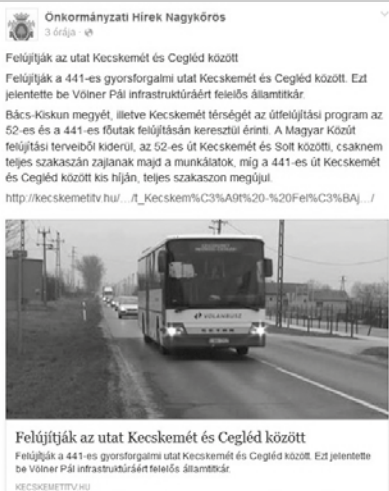 Önkormányzati Hírek Nagykőrös
3 órája ·
Felújítják az utat Kecskemét és Cegléd között
Felújítják a 441-es gyorsforgalmi utat Kecskemét és Cegléd között. Ezt
jelentette be Völner Pál infrastruktúráért felelős államtitkár.
Bács-Kiskun megyét, illetve Kecskemét térségét az útfelújítási program az
52-es és a 441-es főutak felújításán keresztül érinti. A Magyar Közút
felújítási terveiből kiderül, az 52-es út Kecskemét és Solt közötti, csaknem
teljes szakaszán zajlanak majd a munkálatok, míg a 441-es út Kecskemét
és Cegléd között kis híján, teljes szakaszon megújul.
http://kecskemetitv.hu/.../t_Kecskem%C3%A9t%20-%20Fel%C3%BAj.../
VOLÁNBUSZ
Felújítják az utat Kecskemét és Cegléd között
Felújítják a 441-es gyorsforgalmi utat Kecskemét és Cegléd között. Ezt jelentette
be Völner Pál infrastruktúráért felelős államtitkár.
KECSKEMETITV.HU